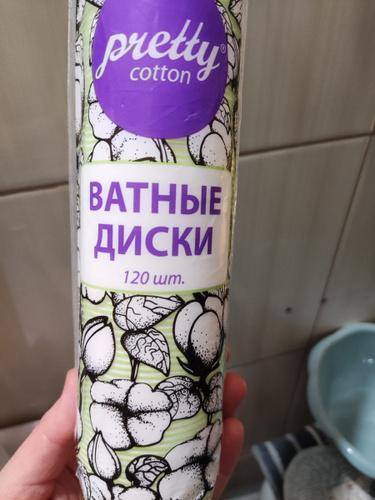 pretty®
cotton
ВАТНЫЕ
ДИСКИ
120 шт.